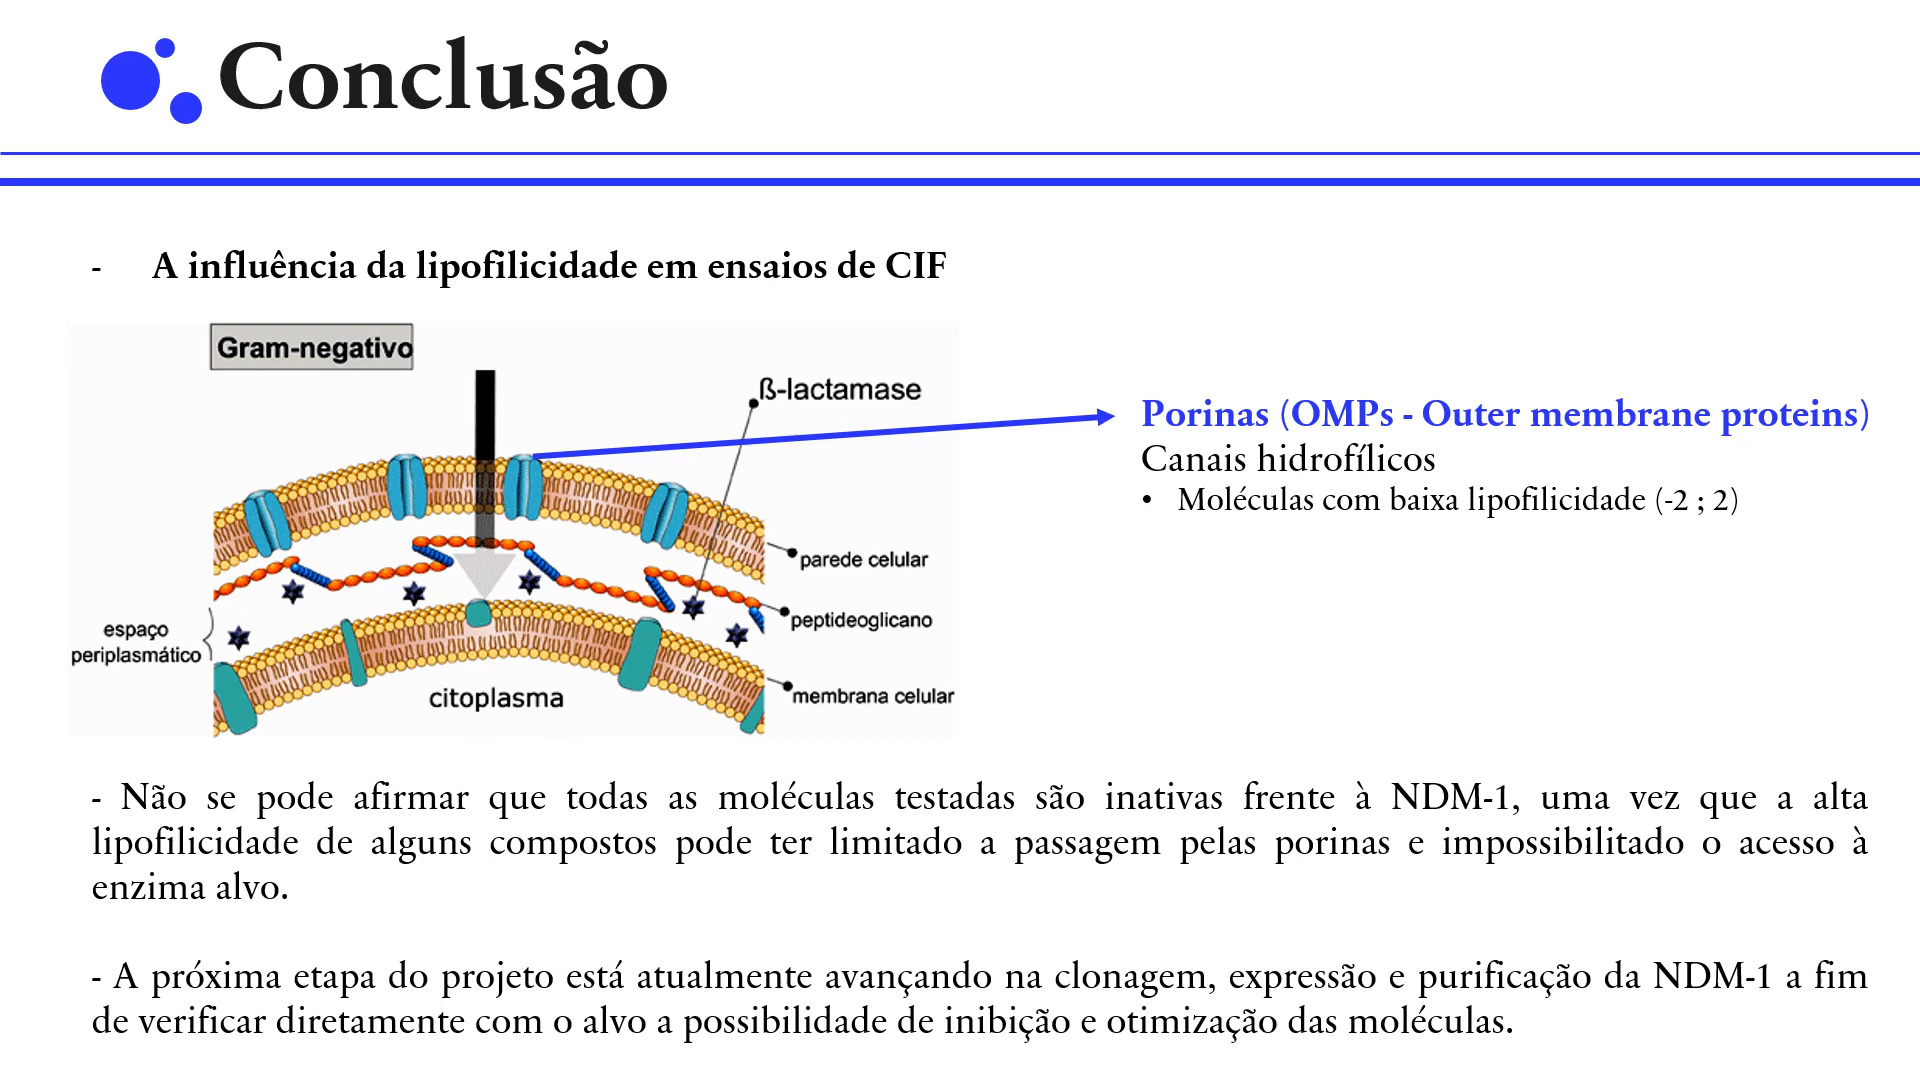 Conclusão
- A influência da lipofilicidade em ensaios de CIF
Gram-negativo
ß-lactamase
Porinas (OMPs - Outer membrane proteins)
Canais hidrofílicos
• Moléculas com baixa lipofilicidade (-2 ; 2)
parede celular
peptideoglicano
espaço
periplasmático
membrana celular
citoplasma
- Não se pode afirmar que todas as moléculas testadas são inativas frente à NDM-1, uma vez que a alta
lipofilicidade de alguns compostos pode ter limitado a passagem pelas porinas e impossibilitado o acesso à
enzima alvo.
- A próxima etapa do projeto está atualmente avançando na clonagem, expressão e purificação da NDM-1 a fim
de verificar diretamente com o alvo a possibilidade de inibição e otimização das moléculas.